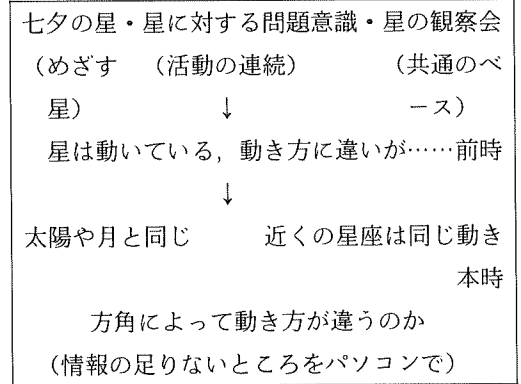 七夕の星・星に対する問題意識・星の観察会
（めざす　（活動の連続）　　　（共通のベ
星）　　　　　↓　　　　　　　ース）
星は動いている，動き方に違いが……前時
↓
太陽や月と同じ　　　近くの星座は同じ動き
本時
方角によって動き方が違うのか
（情報の足りないところをパソコンで）